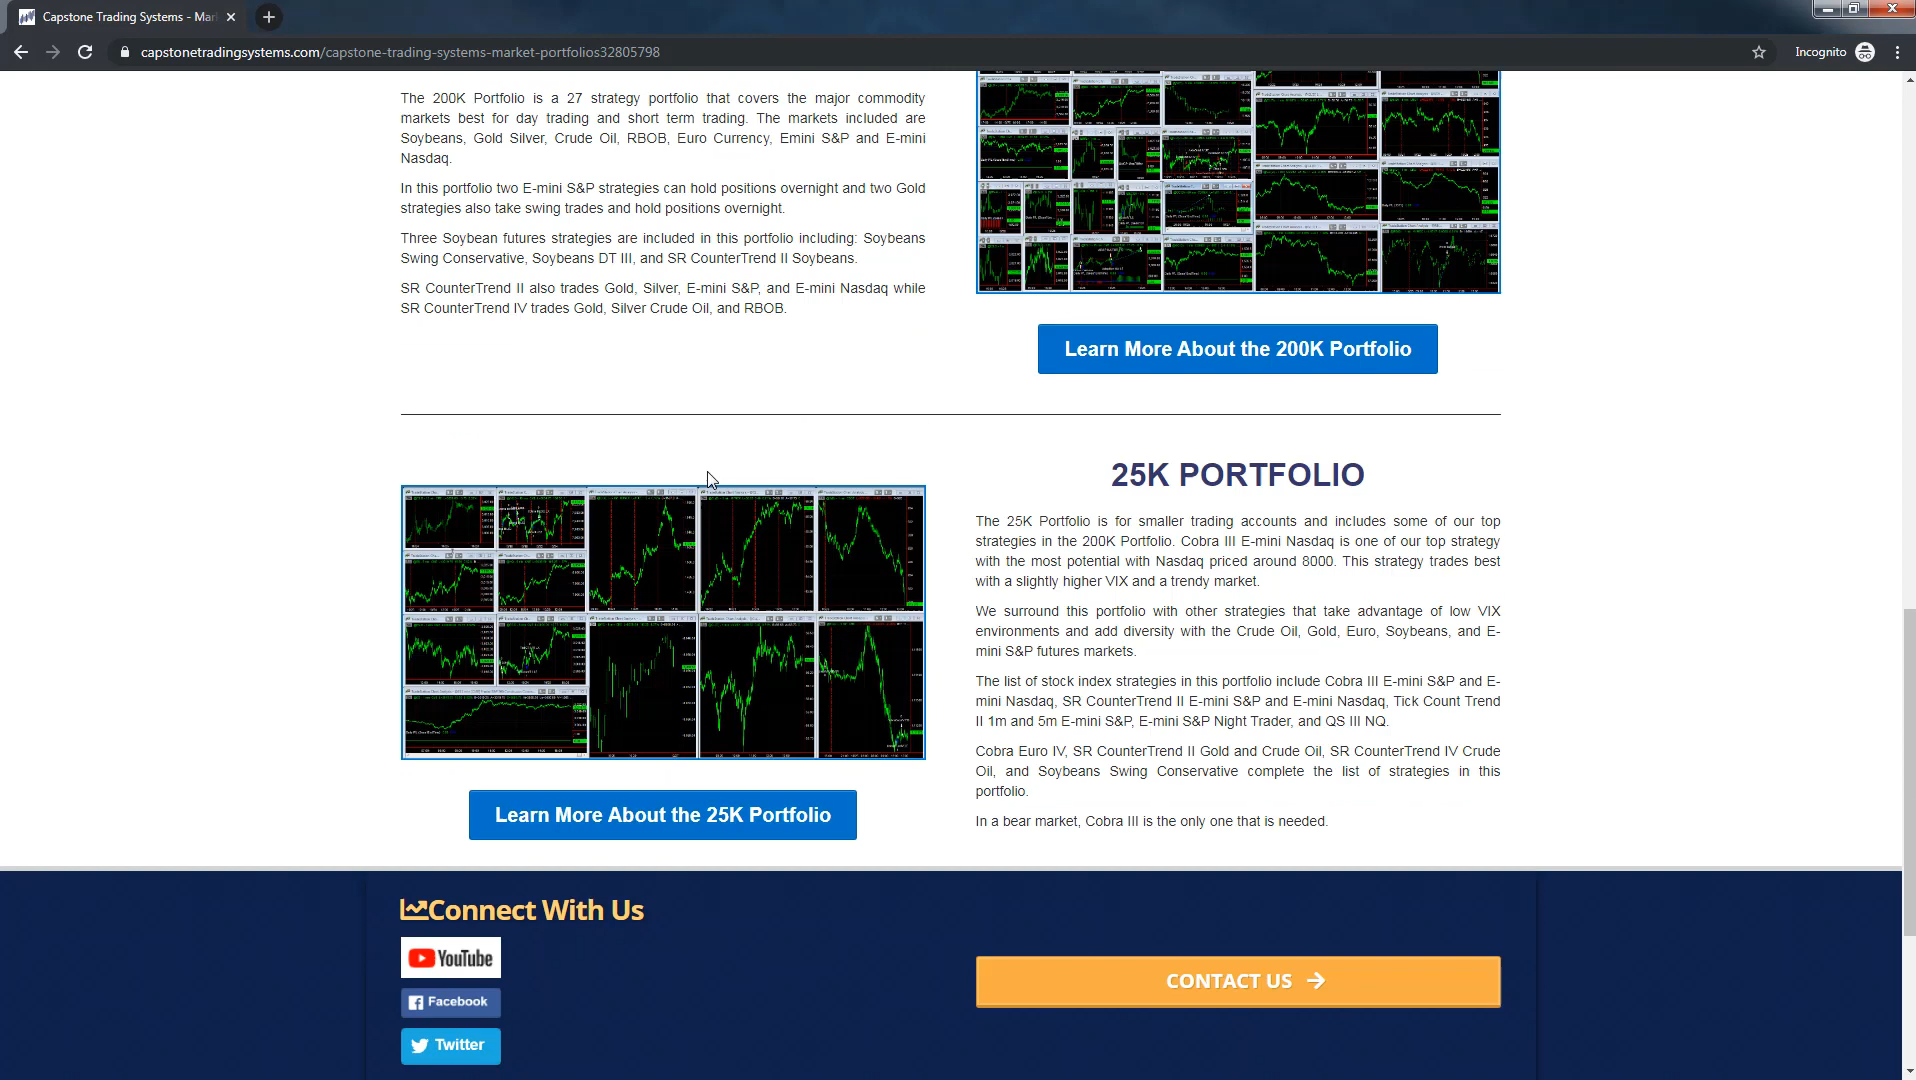 Capstone Trading Systems - Mar
capstonetradingsystems.com/capstone-trading-systems-market-portfolios32805798
Incognito
The 200K Portfolio is a 27 strategy portfolio that covers the major commodity
markets best for day trading and short term trading. The markets included are
Soybeans, Gold Silver, Crude Oil, RBOB, Euro Currency, Emini S&P and E-mini
Nasdaq.
In this portfolio two E-mini S&P strategies can hold positions overnight and two Gold
strategies also take swing trades and hold positions overnight.
Three Soybean futures strategies are included in this portfolio including: Soybeans
Swing Conservative, Soybeans DT III, and SR CounterTrend II Soybeans.
SR CounterTrend II also trades Gold, Silver, E-mini S&P, and E-mini Nasdaq while
SR CounterTrend IV trades Gold, Silver Crude Oil, and RBOB.
Learn More About the 200K Portfolio
25K PORTFOLIO
The 25K Portfolio is for smaller trading accounts and includes some of our top
strategies in the 200K Portfolio. Cobra III E-mini Nasdaq is one of our top strategy
with the most potential with Nasdaq priced around 8000. This strategy trades best
with a slightly higher VIX and a trendy market.
We surround this portfolio with other strategies that take advantage of low VIX
environments and add diversity with the Crude Oil, Gold, Euro, Soybeans, and E-
mini S&P futures markets.
The list of stock index strategies in this portfolio include Cobra III E-mini S&P and E-
mini Nasdaq, SR CounterTrend II E-mini S&P and E-mini Nasdaq, Tick Count Trend
II 1m and 5m E-mini S&P, E-mini S&P Night Trader, and QS III NQ.
Cobra Euro IV, SR CounterTrend II Gold and Crude Oil, SR CounterTrend IV Crude
Oil, and Soybeans Swing Conservative complete the list of strategies in this
portfolio.
In a bear market, Cobra III is the only one that is needed.
Learn More About the 25K Portfolio
Connect With Us
YouTube
Facebook
Twitter
CONTACT US